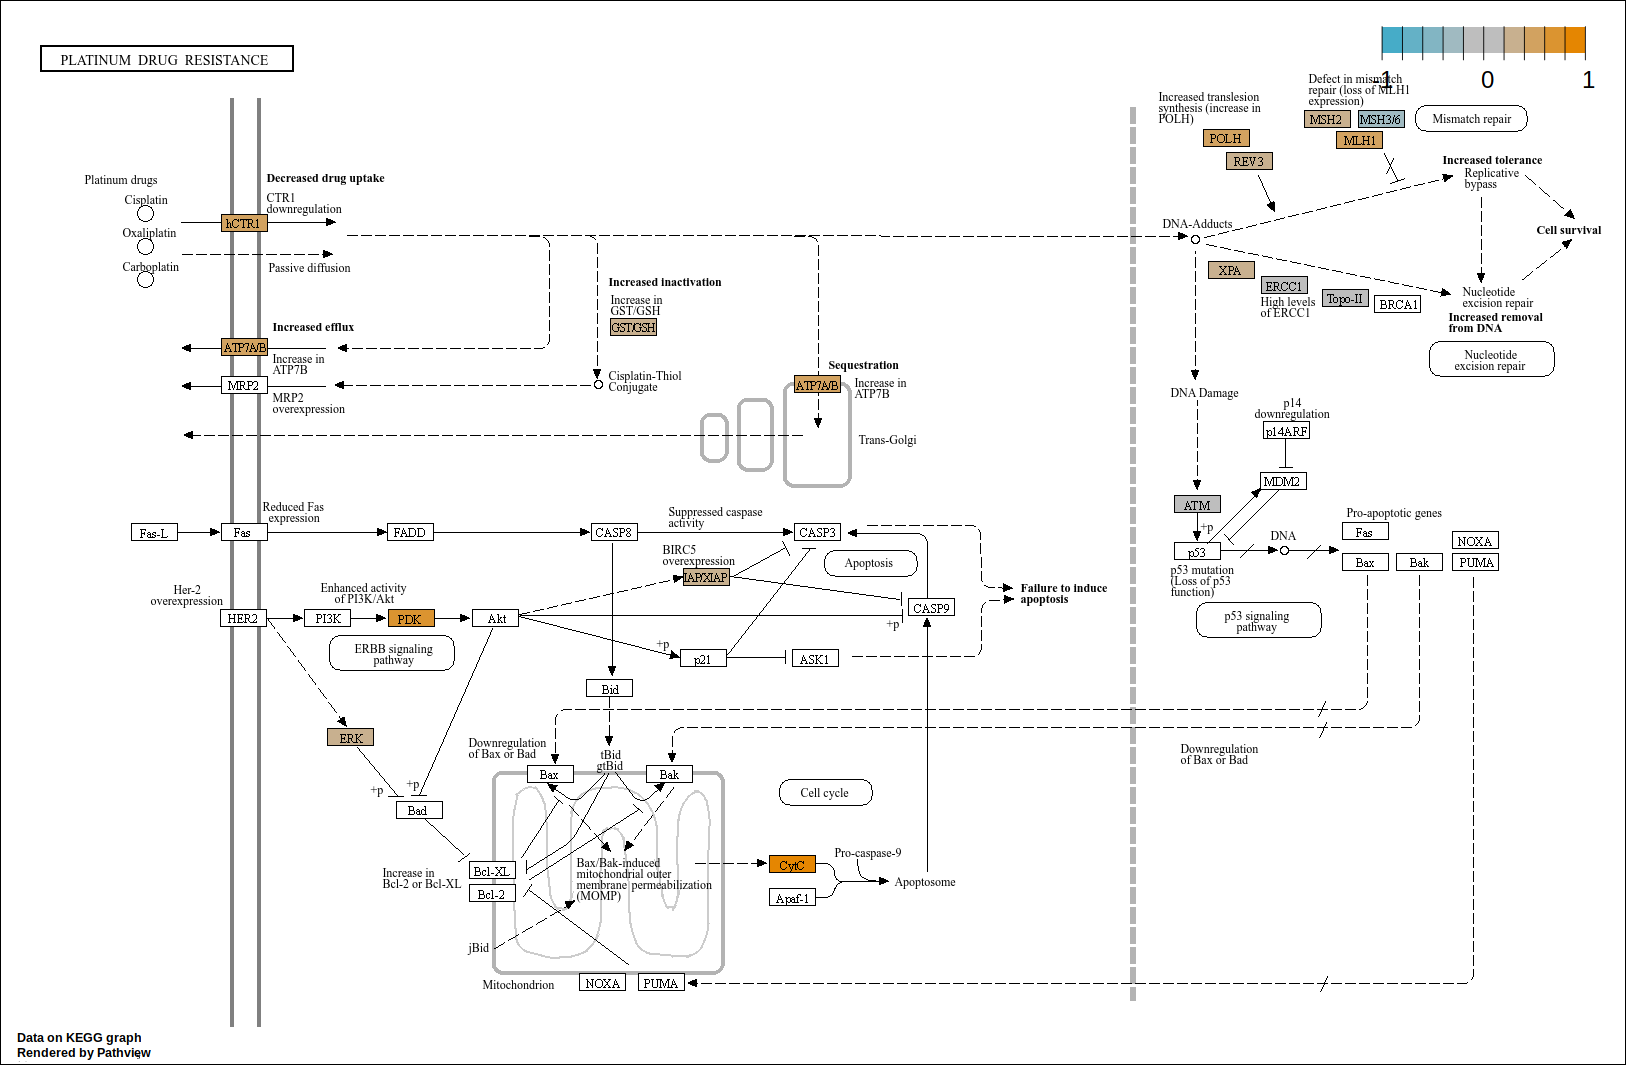 PLATINUM DRUG RESISTANCE
-1
0
1
Defect in mismatch
repair (loss of MLH1
expression)
Increased translesion
synthesis (increase in
POLH)
MSH2
MSH3/6
Mismatch repair
POLH
MLH1
REV3
Increased tolerance
Replicative
bypass
Platinum drugs
Decreased drug uptake
Cisplatin
CTR1
downregulation
hCTR1
DNA-Adducts
Cell survival
Oxaliplatin
Carboplatin
Passive diffusion
XPA
ERCC1
High levels
of ERCC1
Topo-II
BRCA1
Nucleotide
excision repair
Increased removal
from DNA
Increased inactivation
Increase in
GST/GSH
GST/GSH
Increased efflux
ATP7A/B
Increase in
ATP7B
MRP2
MRP2
overexpression
Cisplatin-Thiol
Conjugate
Sequestration
ATP7A/B
Increase in
ATP7B
Trans-Golgi
Nucleotide
excision repair
DNA Damage
p14
downregulation
p14ARF
MDM2
ATM
+p
p53
p53 mutation
(Loss of p53
function)
DNA
Pro-apoptotic genes
Fas
Bax
Bak
NOXA
PUMA
p53 signaling
pathway
Reduced Fas
expression
Fas-L
Fas
FADD
CASP8
Suppressed caspase
activity
CASP3
BIRC5
overexpression
IAP/XIAP
Apoptosis
Failure to induce
apoptosis
Her-2
overexpression
Enhanced activity
of PI3K/Akt
HER2
PI3K
PDK
Akt
CASP9
+p
ERBB signaling
pathway
+p
p21
ASK1
Bid
ERK
Downregulation
of Bax or Bad
tBid
gtBid
Bax
Bak
Downregulation
of Bax or Bad
+p
+p
Bad
Cell cycle
Increase in
Bcl-2 or Bcl-XL
Bcl-XL
Bcl-2
Bax/Bak-induced
mitochondrial outer
membrane permeabilization
(MOMP)
CytC
Pro-caspase-9
Apaf-1
Apoptosome
jBid
Mitochondrion
NOXA
PUMA
Data on KEGG graph
Rendered by Pathview